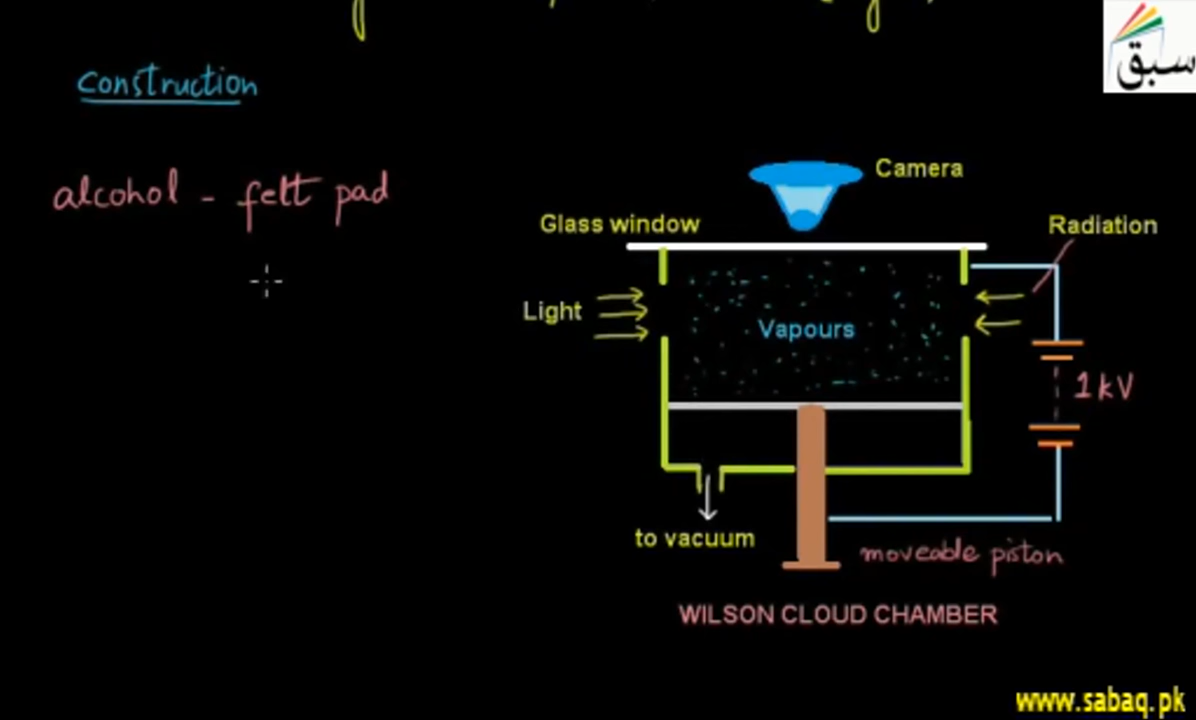 سبق
Construction
alcohol - felt pad
Camera
Glass window
Radiation
Light
Vapours
1kV
to vacuum
moveable piston
WILSON CLOUD CHAMBER
www.sabaq.pk